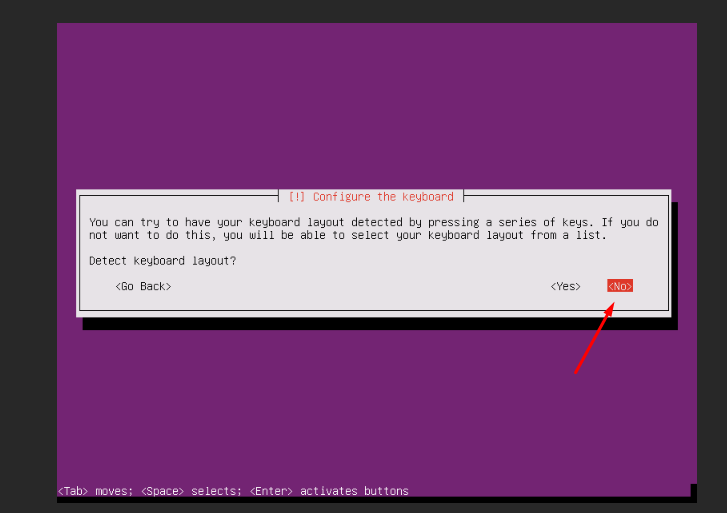 [!] Configure the keyboard
You can try to have your keyboard layout detected by pressing a series of keys. If you do
not want to do this, you will be able to select your keyboard layout from a list.
Detect keyboard layout?
<Go Back> <Yes> <No>
<Tab> moves; <Space> selects; <Enter> activates buttons